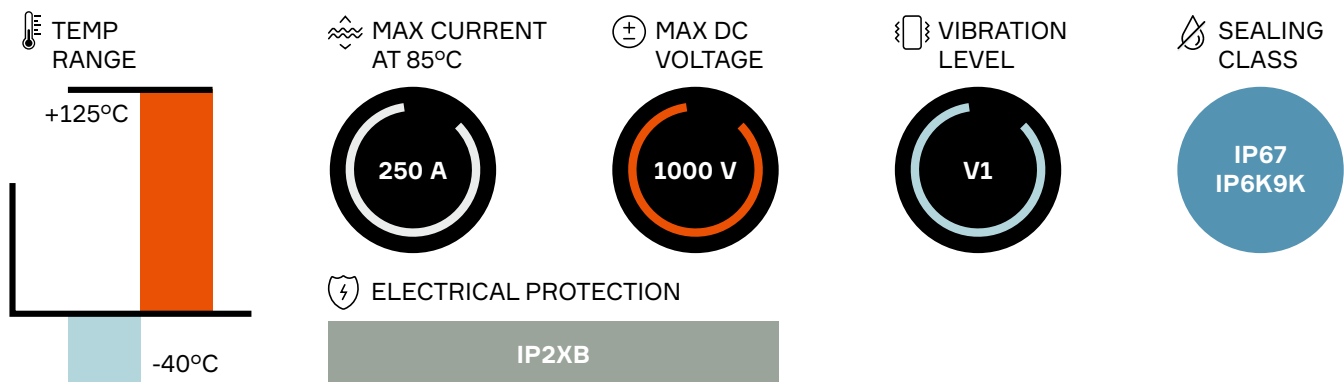 TEMP
RANGE
+125ºC
-40ºC
MAX CURRENT
AT 85ºC
250 A
MAX DC
VOLTAGE
1000 V
VIBRATION
LEVEL
V1
SEALING
CLASS
IP67
IP6K9K
ELECTRICAL PROTECTION
IP2XB